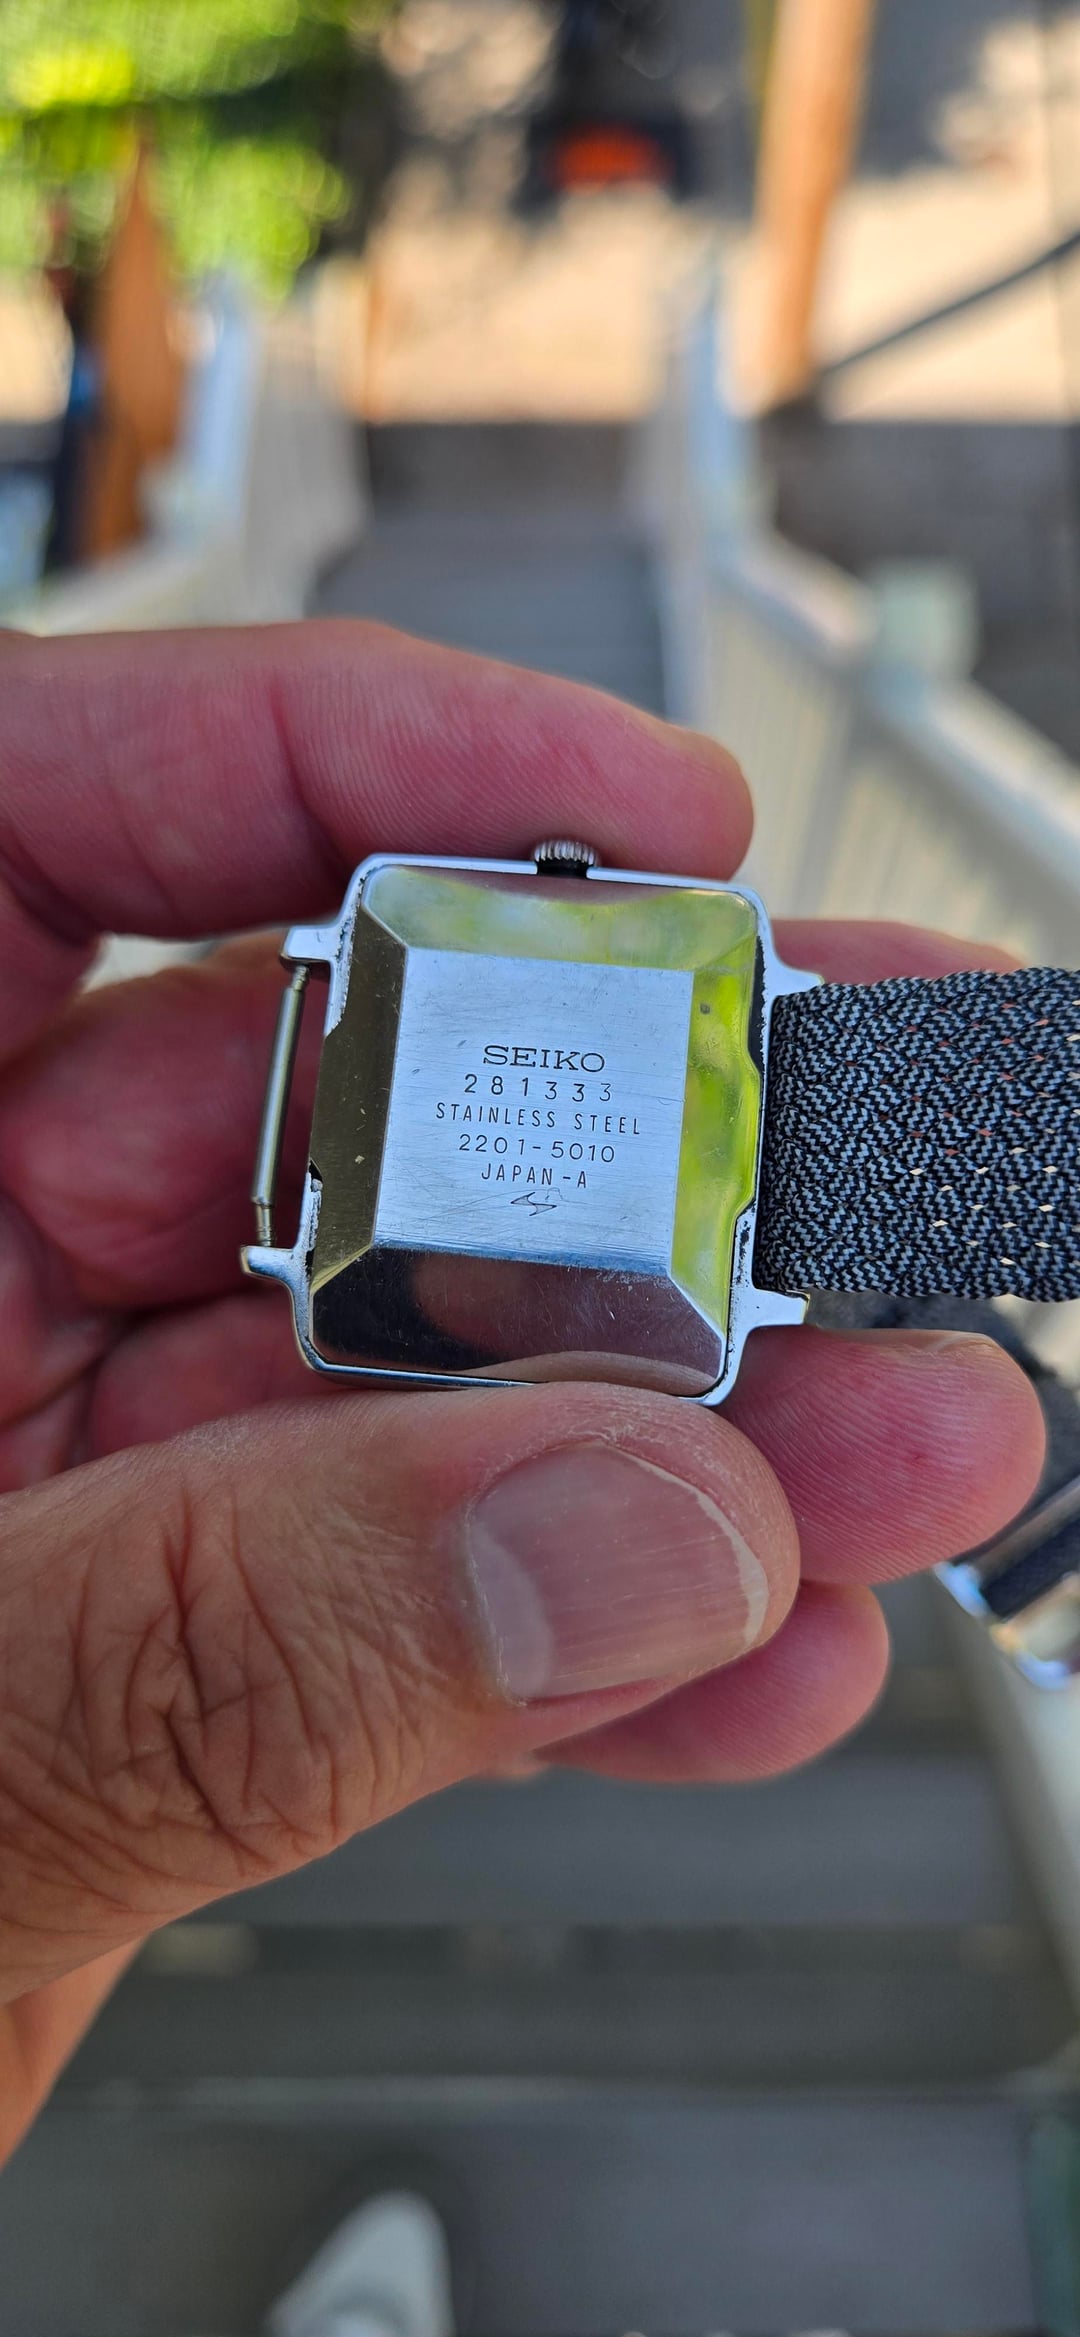 SEIKO
281333
STAINLESS STEEL
2201-5010
JAPAN-A